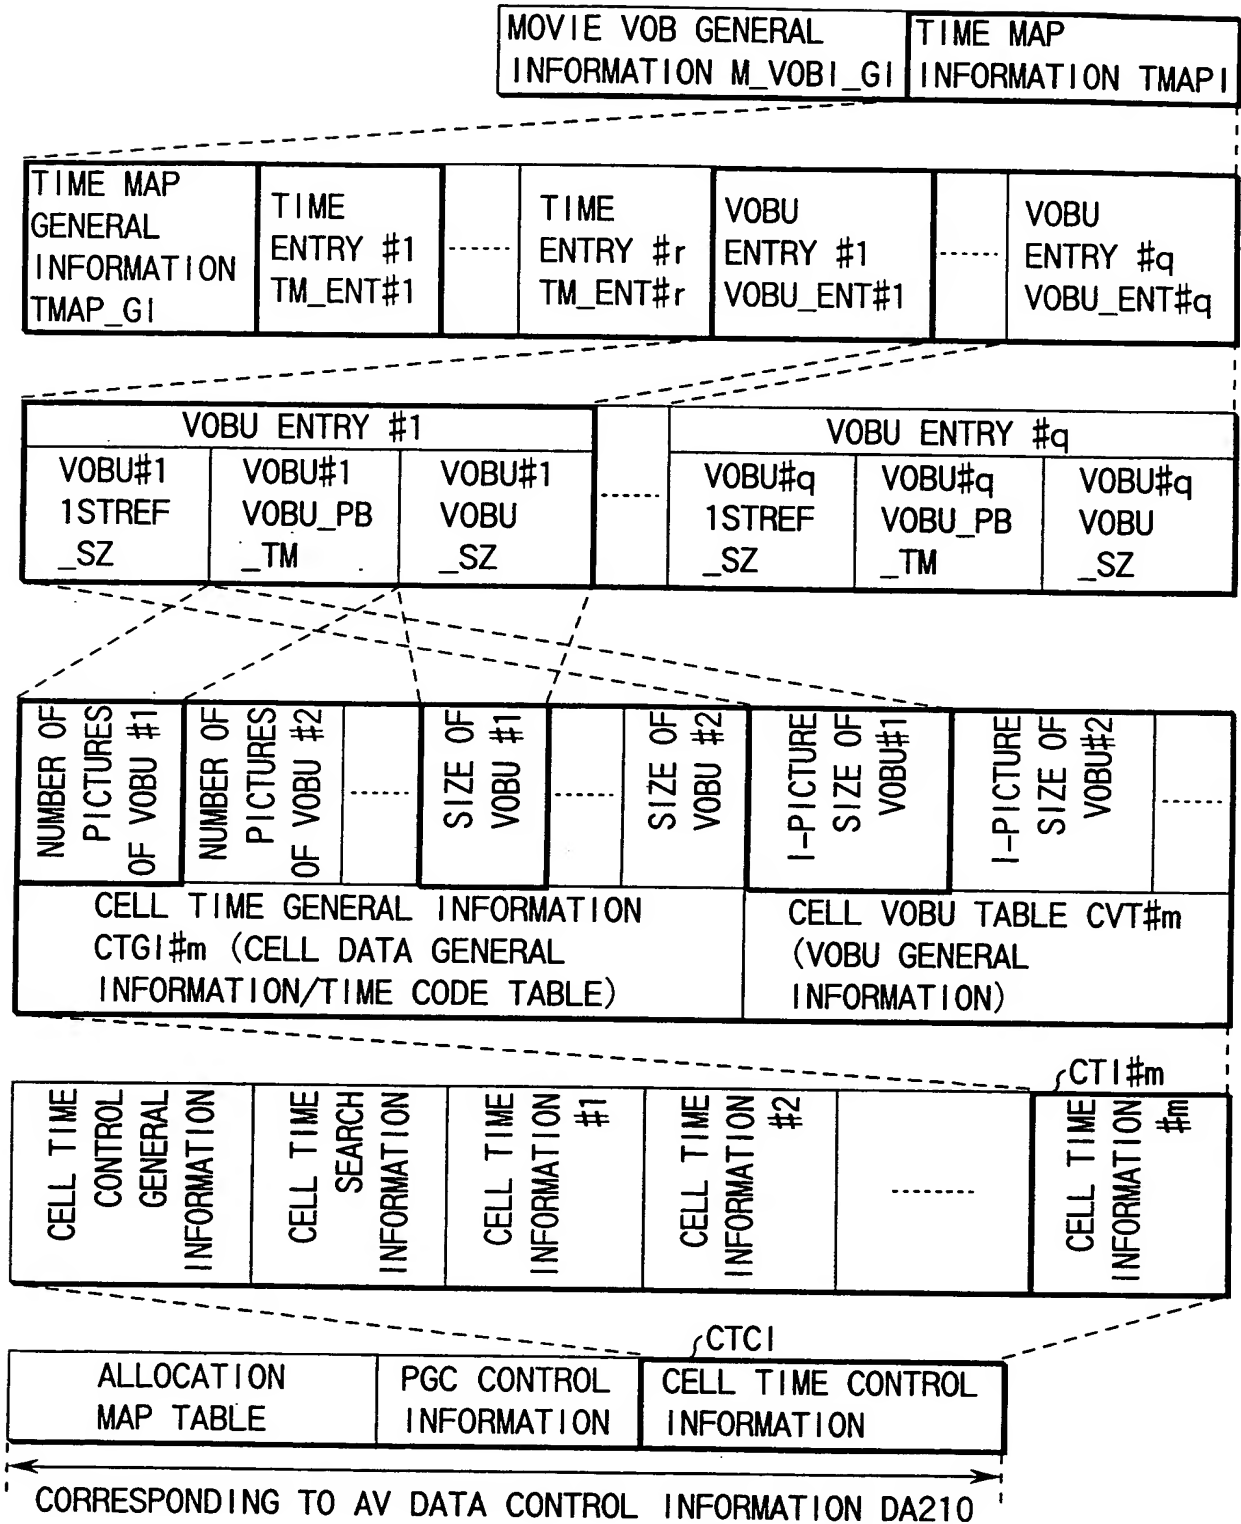 MOVIE VOB GENERAL
INFORMATION M_VOBI_GI
TIME MAP
INFORMATION TMAPI
TIME MAP
GENERAL
INFORMATION
TMAP_GI
TIME
ENTRY #1
TM_ENT#1
........
TIME
ENTRY #r
TM_ENT#r
VOBU
ENTRY #1
VOBU_ENT#1
........
VOBU
ENTRY #q
VOBU_ENT#q
VOBU ENTRY #1
VOBU#1
1STREF
_SZ
VOBU#1
VOBU_PB
_TM
VOBU#1
VOBU
_SZ
........
VOBU ENTRY #q
VOBU#q
1STREF
_SZ
VOBU#q
VOBU_PB
_TM
VOBU#q
VOBU
_SZ
NUMBER OF
PICTURES
OF VOBU #1
NUMBER OF
PICTURES
OF VOBU #2
........
SIZE OF
VOBU #1
........
SIZE OF
VOBU #2
I-PICTURE
SIZE OF
VOBU#1
I-PICTURE
SIZE OF
VOBU#2
........
CELL TIME GENERAL INFORMATION
CTGI#m (CELL DATA GENERAL
INFORMATION/TIME CODE TABLE)
CELL VOBU TABLE CVT#m
(VOBU GENERAL
INFORMATION)
CTI#m
CELL TIME
CONTROL
GENERAL
INFORMATION
CELL TIME
SEARCH
INFORMATION
CELL TIME
INFORMATION
#1
CELL TIME
INFORMATION
#2
........
CELL TIME
INFORMATION
#m
CTCI
ALLOCATION
MAP TABLE
PGC CONTROL
INFORMATION
CELL TIME CONTROL
INFORMATION
CORRESPONDING TO AV DATA CONTROL INFORMATION DA210